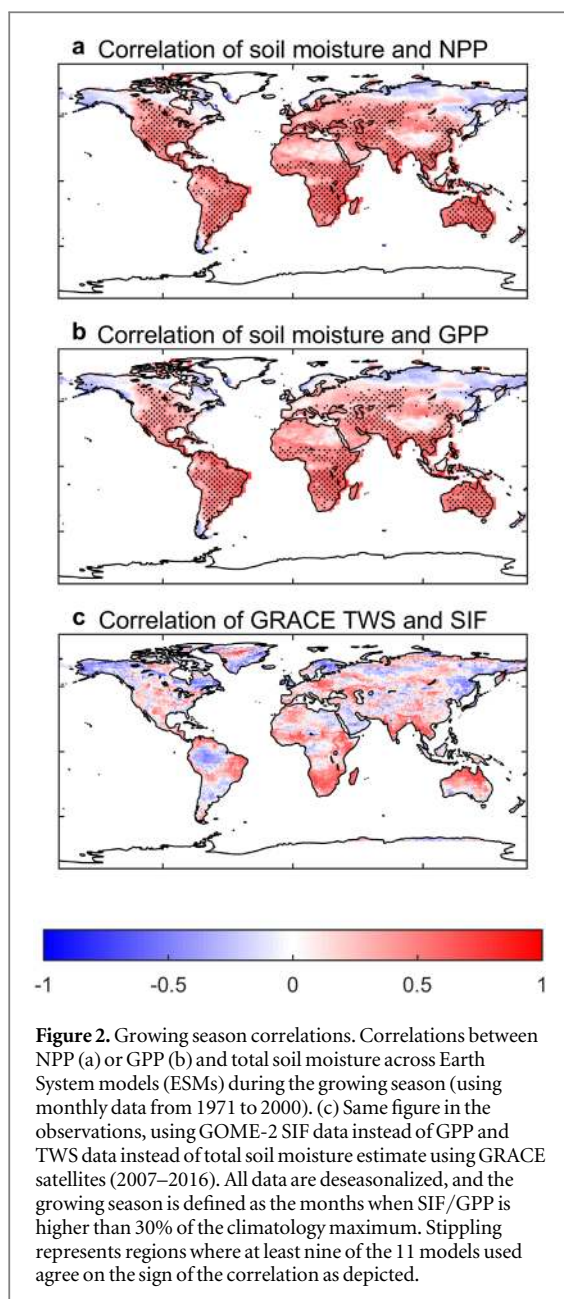 a Correlation of soil moisture and NPP
b Correlation of soil moisture and GPP
c Correlation of GRACE TWS and SIF
-1 -0.5 0 0.5 1
Figure 2. Growing season correlations. Correlations between
NPP (a) or GPP (b) and total soil moisture across Earth
System models (ESMs) during the growing season (using
monthly data from 1971 to 2000). (c) Same figure in the
observations, using GOME-2 SIF data instead of GPP and
TWS data instead of total soil moisture estimate using GRACE
satellites (2007–2016). All data are deseasonalized, and the
growing season is defined as the months when SIF/GPP is
higher than 30% of the climatology maximum. Stippling
represents regions where at least nine of the 11 models used
agree on the sign of the correlation as depicted.